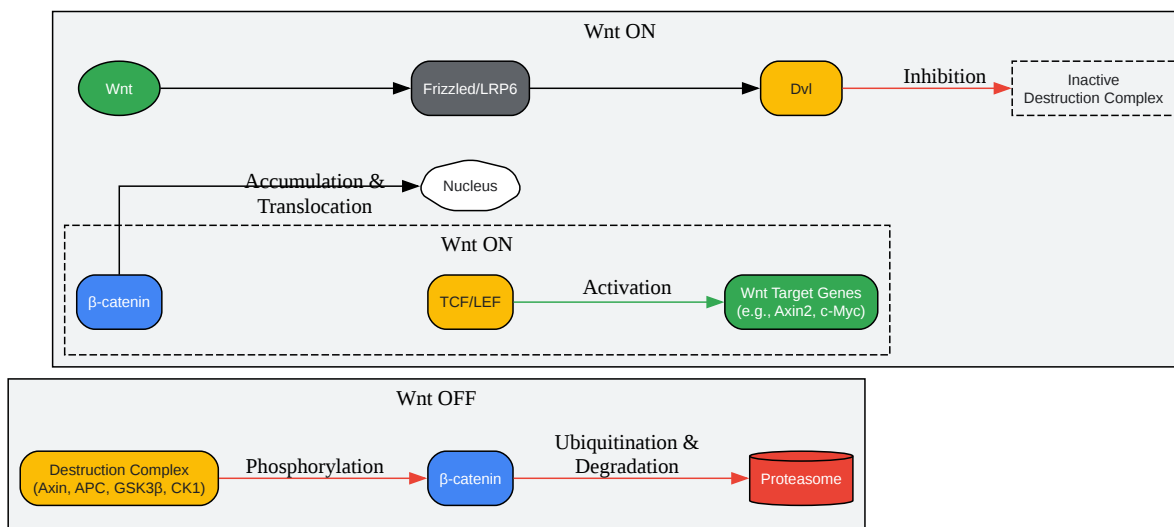 Wnt ON
Wnt
Frizzled/LRP6
Dvl
Inhibition
Inactive
Destruction Complex
Accumulation &
Translocation
Nucleus
Wnt ON
β-catenin
TCF/LEF
Activation
Wnt Target Genes
(e.g., Axin2, c-Myc)
Wnt OFF
Destruction Complex
(Axin, APC, GSK3β, CK1)
Phosphorylation
β-catenin
Ubiquitination &
Degradation
Proteasome